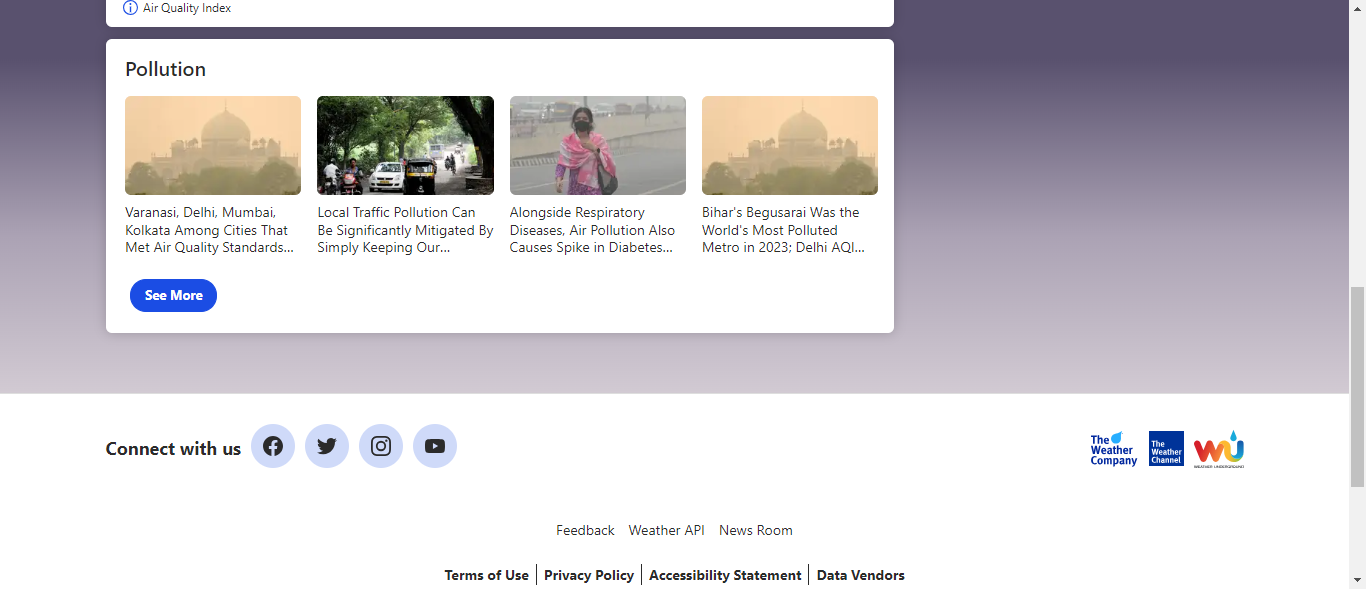 Air Quality Index
Pollution
Varanasi, Delhi, Mumbai,
Kolkata Among Cities That
Met Air Quality Standards...
Local Traffic Pollution Can
Be Significantly Mitigated By
Simply Keeping Our...
Alongside Respiratory
Diseases, Air Pollution Also
Causes Spike in Diabetes...
Bihar's Begusarai Was the
World's Most Polluted
Metro in 2023; Delhi AQI...
See More
Connect with us
The
Weather
Company
The
Weather
Channel
WU
WEATHER UNDERGROUND
Feedback Weather API News Room
Terms of Use Privacy Policy Accessibility Statement Data Vendors